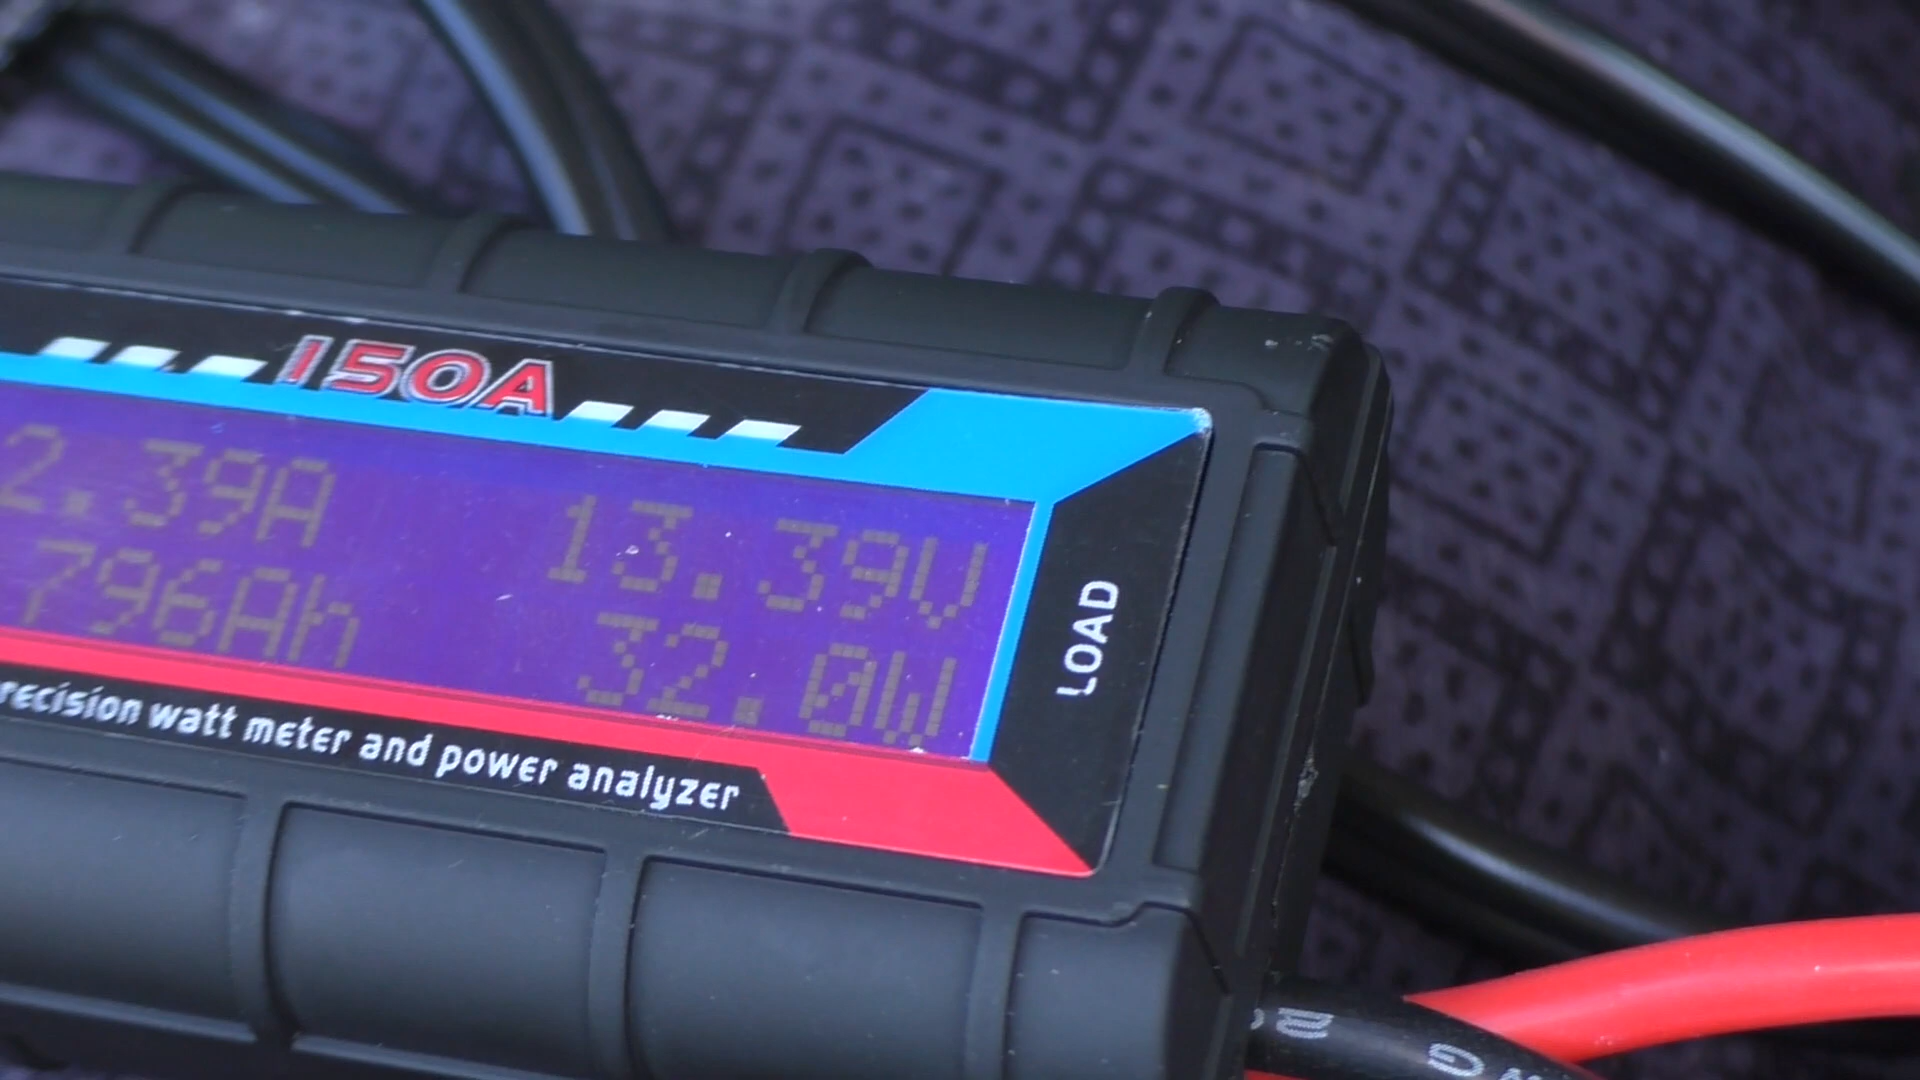 150A
2.39A 13.39V
796Ah 32.0W
recision watt meter and power analyzer
LOAD